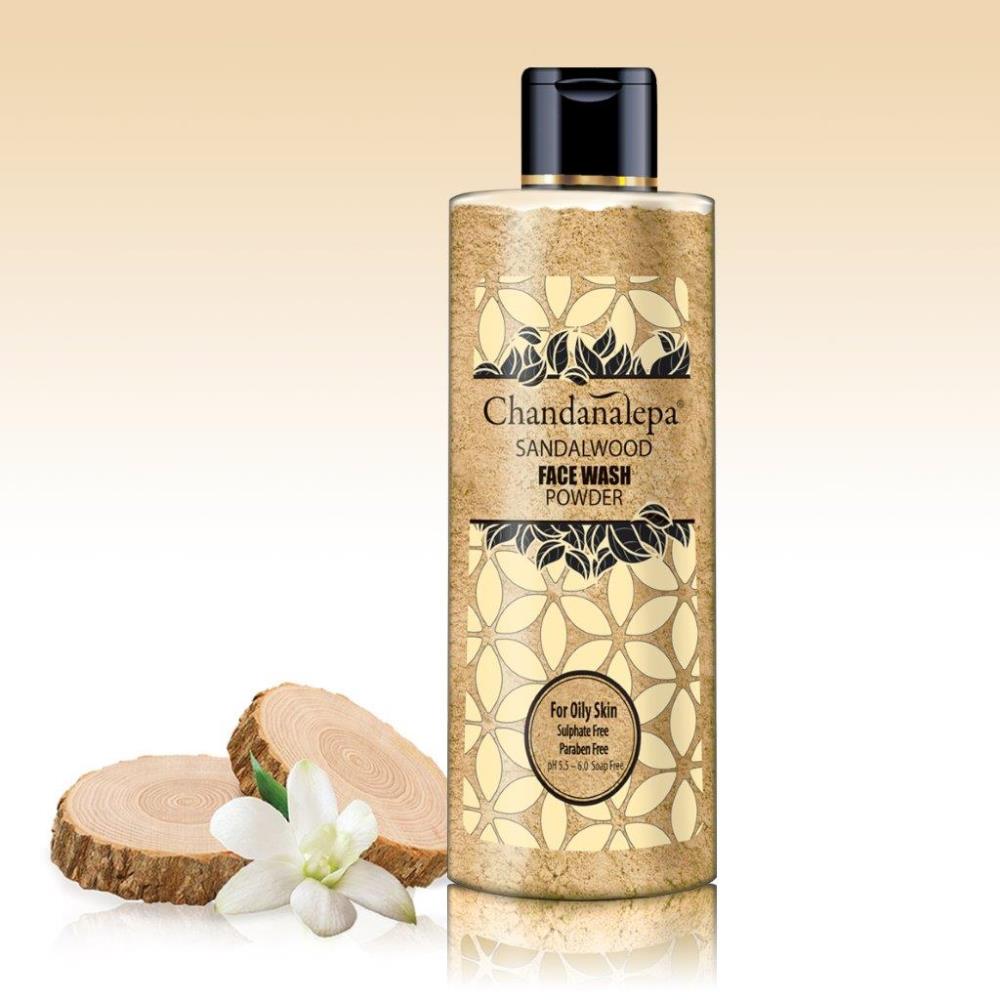 Chandanalepa®
SANDALWOOD
FACE WASH
POWDER
For Oily Skin
Sulphate Free
Paraben Free
pH 5.5 – 6.0 Soap Free